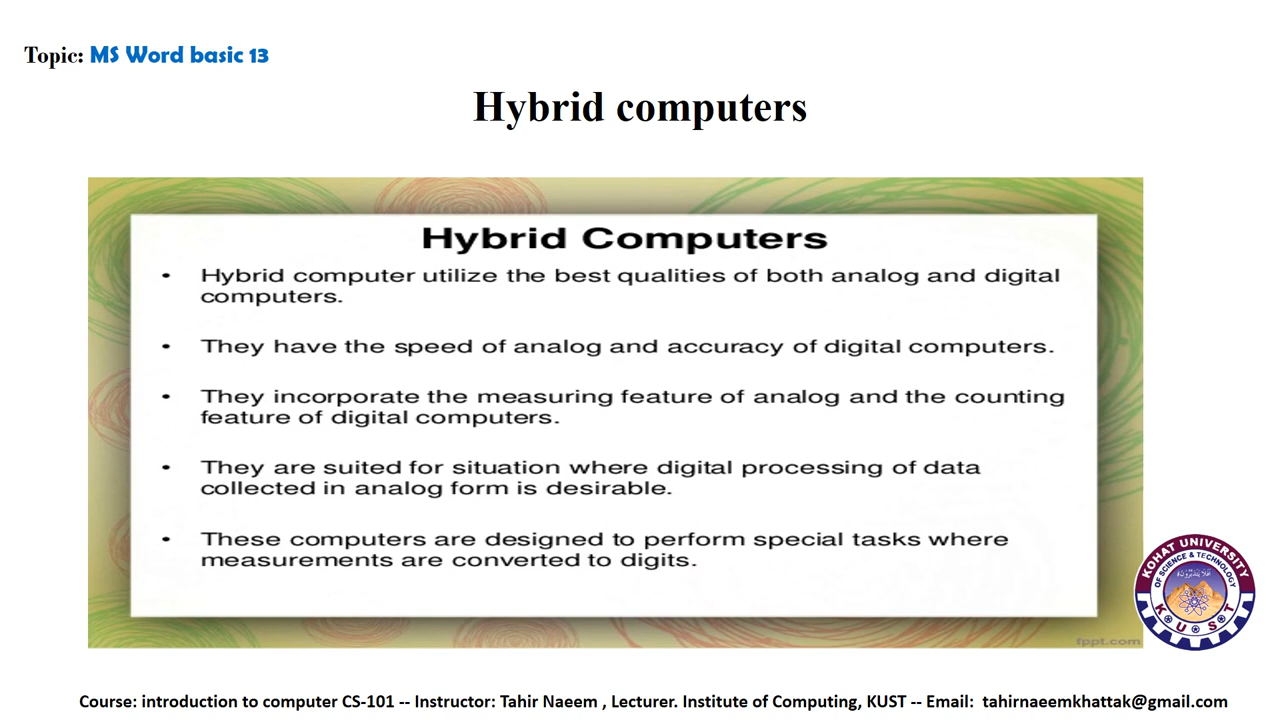 Topic: MS Word basic 13
Hybrid computers
Hybrid Computers
• Hybrid computer utilize the best qualities of both analog and digital
computers.
• They have the speed of analog and accuracy of digital computers.
• They incorporate the measuring feature of analog and the counting
feature of digital computers.
• They are suited for situation where digital processing of data
collected in analog form is desirable.
• These computers are designed to perform special tasks where
measurements are converted to digits.
KOHAT UNIVERSITY
OF SCIENCE & TECHNOLOGY
K U S T
fppt.com
Course: introduction to computer CS-101 -- Instructor: Tahir Naeem , Lecturer. Institute of Computing, KUST -- Email: tahirnaeemkhattak@gmail.com